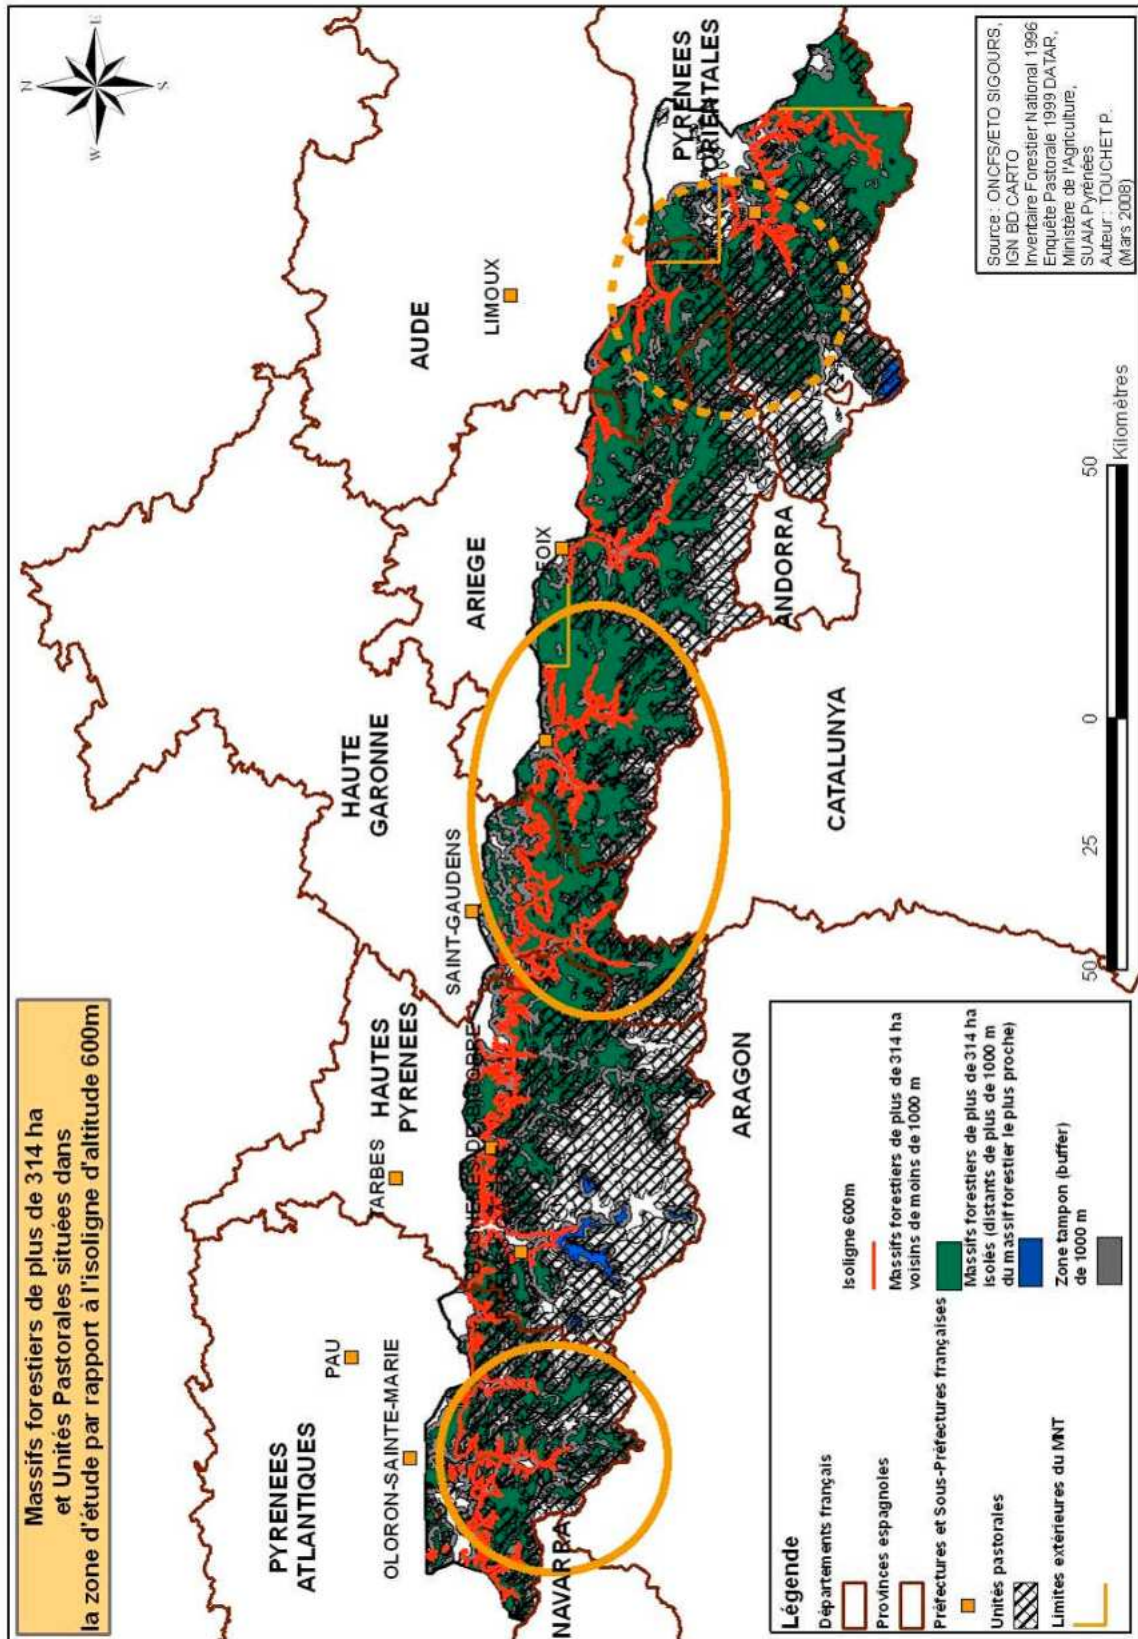 Massifs forestiers de plus de 314 ha
et Unités Pastorales situées dans
la zone d'étude par rapport à l'isoligne d'altitude 600m
N
E
S
W
PYRENEES
ATLANTIQUES
PAU
OLORON-SAINTE-MARIE
NAVARRA
TARBES
HAUTES
PYRENEES
ARAGON
SAINT-GAUDENS
HAUTE
GARONNE
CATALUNYA
ARIEGE
FOIX
ANDORRA
AUDE
LIMOUX
PYRENEES
ORIENTALES
Légende
Départements français
Provinces espagnoles
Préfectures et Sous-Préfectures françaises
Unités pastorales
Limites extérieures du MNT
Isoligne 600m
Massifs forestiers de plus de 314 ha
voisins de moins de 1000 m
Massifs forestiers de plus de 314 ha
isolés (distants de plus de 1000 m
du massif forestier le plus proche)
Zone tampon (buffer)
de 1000 m
50
25
0
50
Kilomètres
Source : ONCFS/ETO SIGOURS,
IGN BD CARTO
Inventaire Forestier National 1996
Enquête Pastorale 1999 DATAR,
Ministère de l'Agriculture,
SUAIA Pyrénées
Auteur : TOUCHET P.
(Mars 2008)